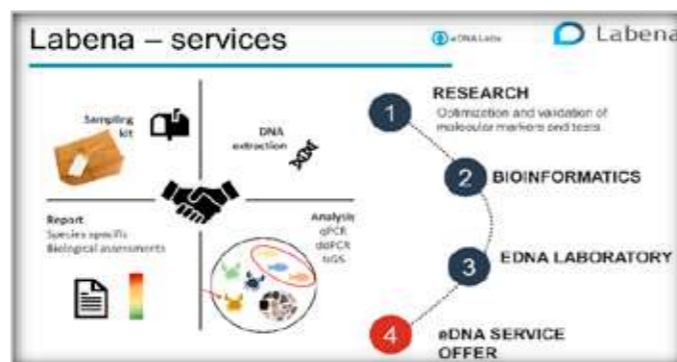 Labena – services
eDNA Labs
Labena
Sampling
kit
DNA
extraction
Report
Species specific
Biological assessments
Analysis
qPCR
ddPCR
NGS
1
RESEARCH
Optimization and validation of
molecular markers and tests
2
BIOINFORMATICS
3
EDNA LABORATORY
4
eDNA SERVICE
OFFER